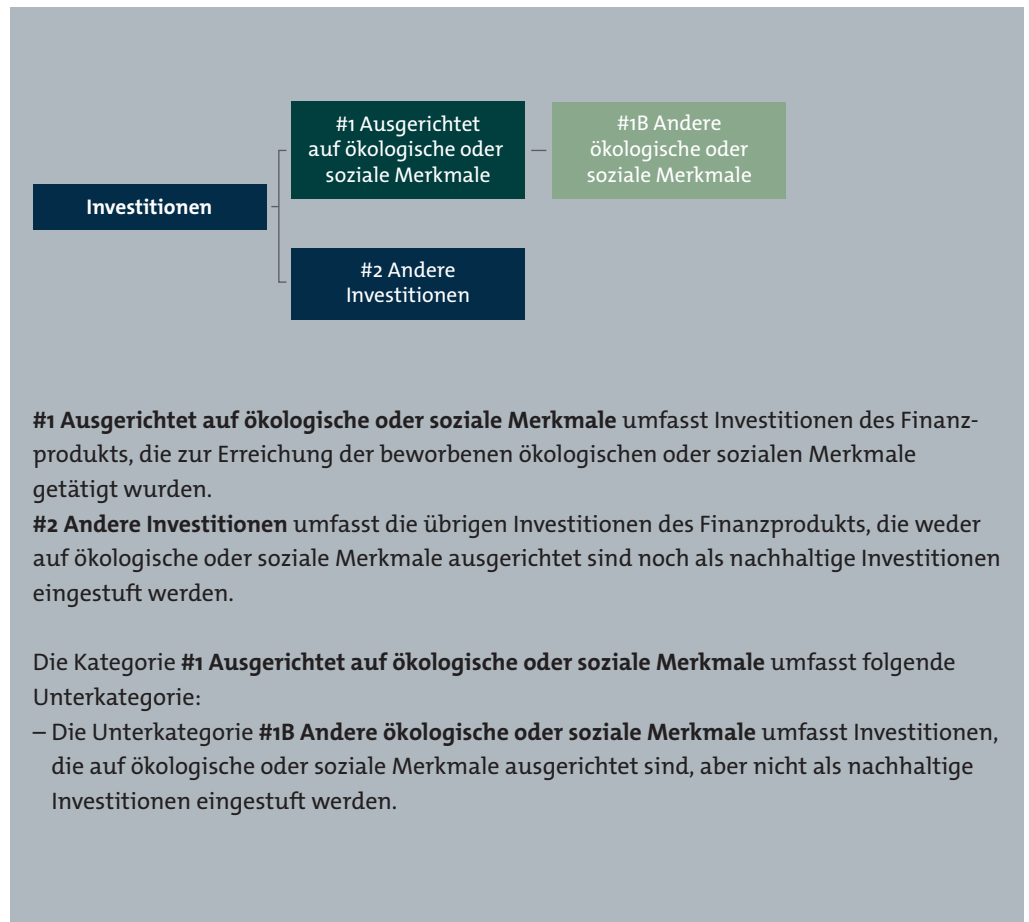 #1 Ausgerichtet
auf ökologische oder
soziale Merkmale
#1B Andere
ökologische oder
soziale Merkmale
Investitionen
#2 Andere
Investitionen
#1 Ausgerichtet auf ökologische oder soziale Merkmale umfasst Investitionen des Finanz-
produkts, die zur Erreichung der beworbenen ökologischen oder sozialen Merkmale
getätigt wurden.
#2 Andere Investitionen umfasst die übrigen Investitionen des Finanzprodukts, die weder
auf ökologische oder soziale Merkmale ausgerichtet sind noch als nachhaltige Investitionen
eingestuft werden.
Die Kategorie #1 Ausgerichtet auf ökologische oder soziale Merkmale umfasst folgende
Unterkategorie:
– Die Unterkategorie #1B Andere ökologische oder soziale Merkmale umfasst Investitionen,
die auf ökologische oder soziale Merkmale ausgerichtet sind, aber nicht als nachhaltige
Investitionen eingestuft werden.